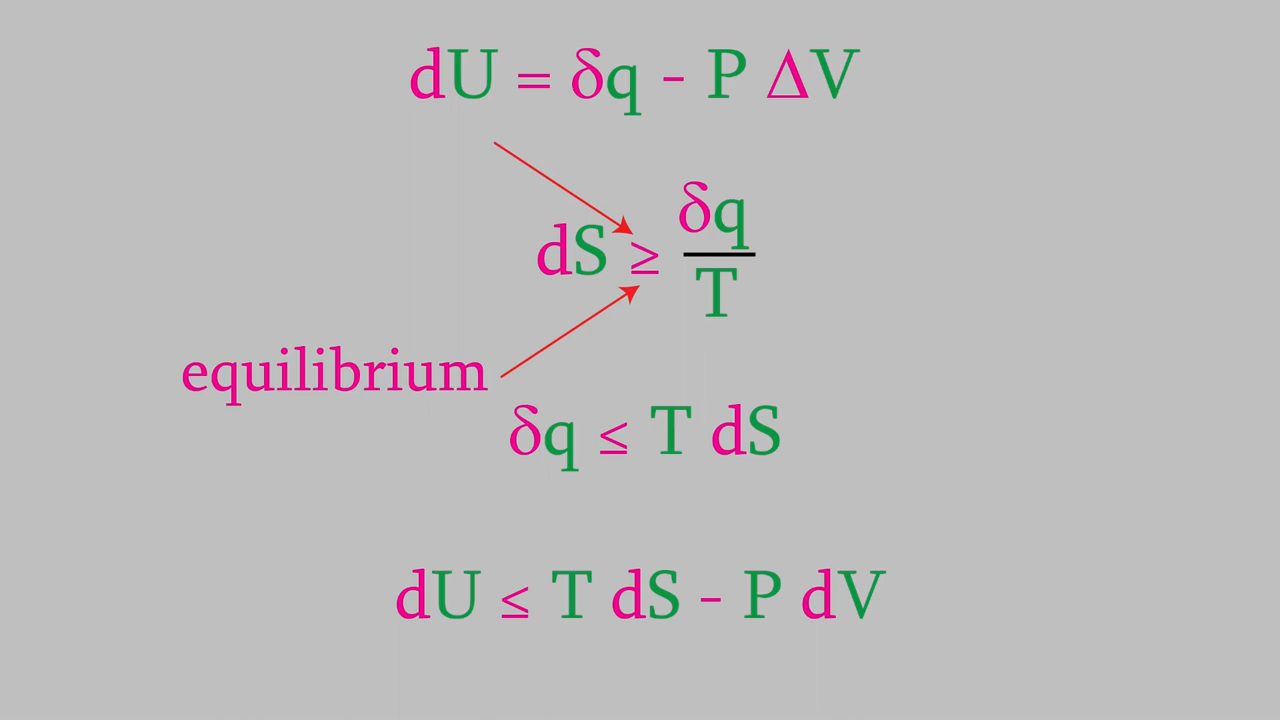 dU = δq - P ΔV
dS ≥ δq / T
equilibrium
δq ≤ T dS
dU ≤ T dS - P dV